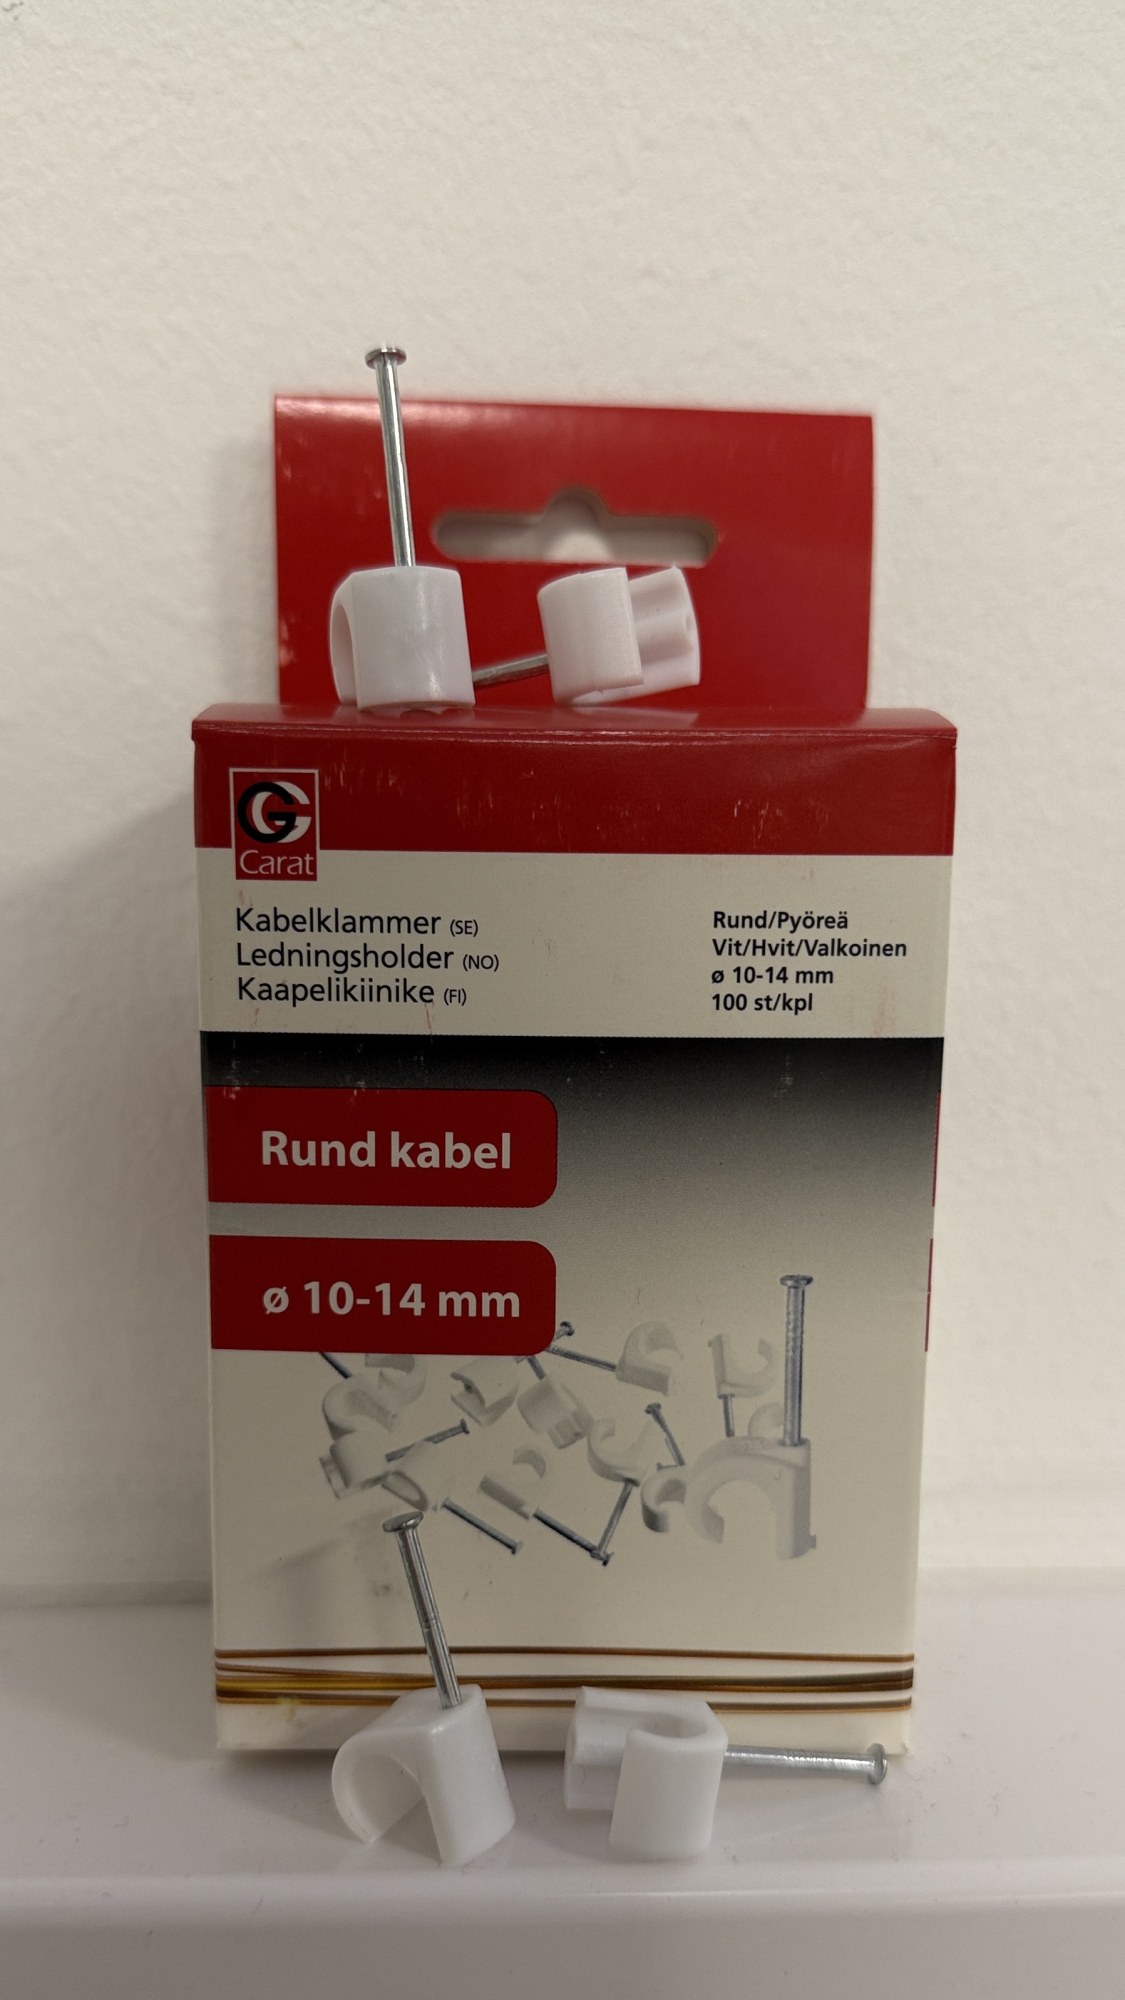 GC
Carat
Kabelklammer (SE)
Ledningsholder (NO)
Kaapelikiinike (FI)
Rund/Pyöreä
Vit/Hvit/Valkoinen
ø 10-14 mm
100 st/kpl
Rund kabel
ø 10-14 mm